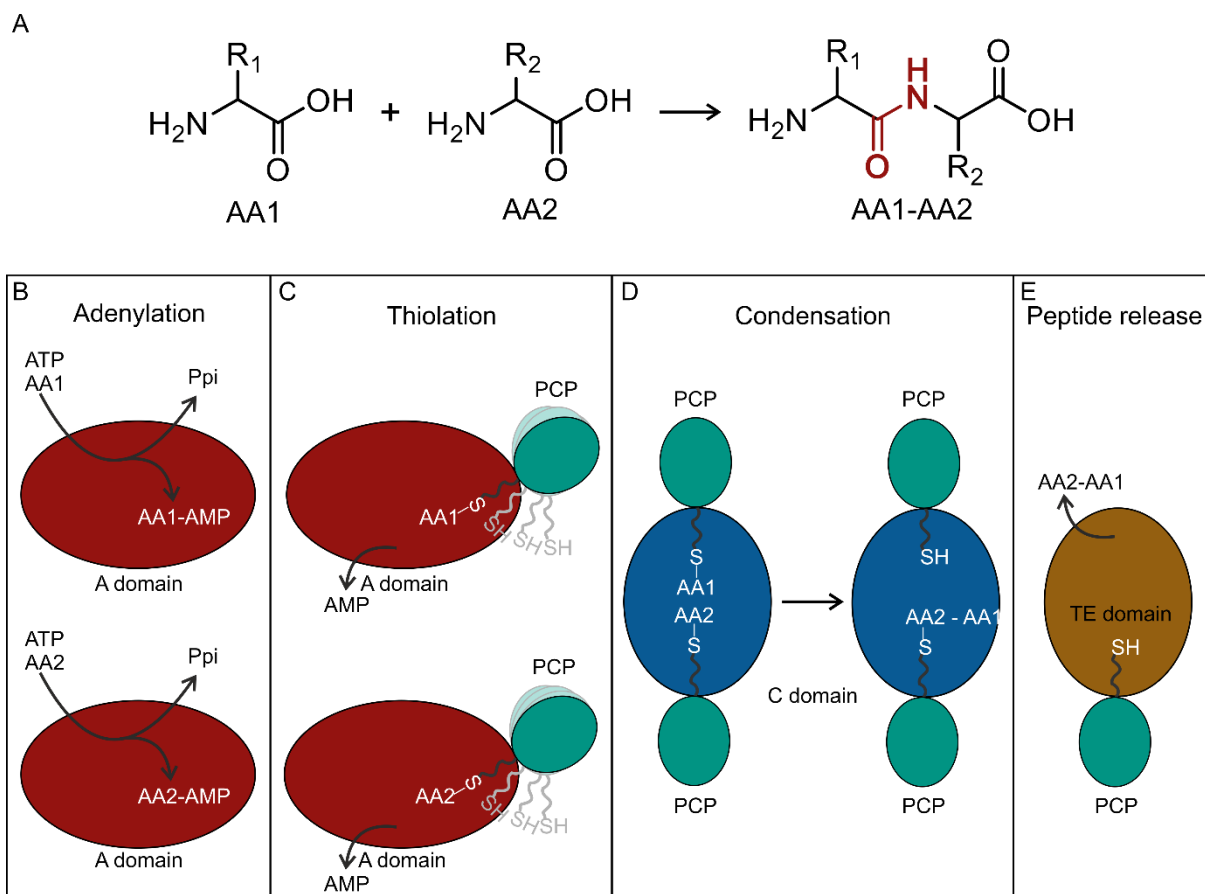 A
R1
H2N
OH
O
AA1
+
R2
H2N
OH
O
AA2
R1
H2N
O
H
N
R2
O
OH
AA1-AA2
B
Adenylation
ATP
AA1
Ppi
AA1-AMP
A domain
ATP
AA2
Ppi
AA2-AMP
A domain
C
Thiolation
PCP
AA1-S
SH SH SH
A domain
AMP
PCP
AA2-S
SH SH SH
A domain
AMP
D
Condensation
PCP
S
AA1
AA2
S
PCP
C domain
PCP
SH
AA2 - AA1
S
PCP
E
Peptide release
AA2-AA1
TE domain
SH
PCP